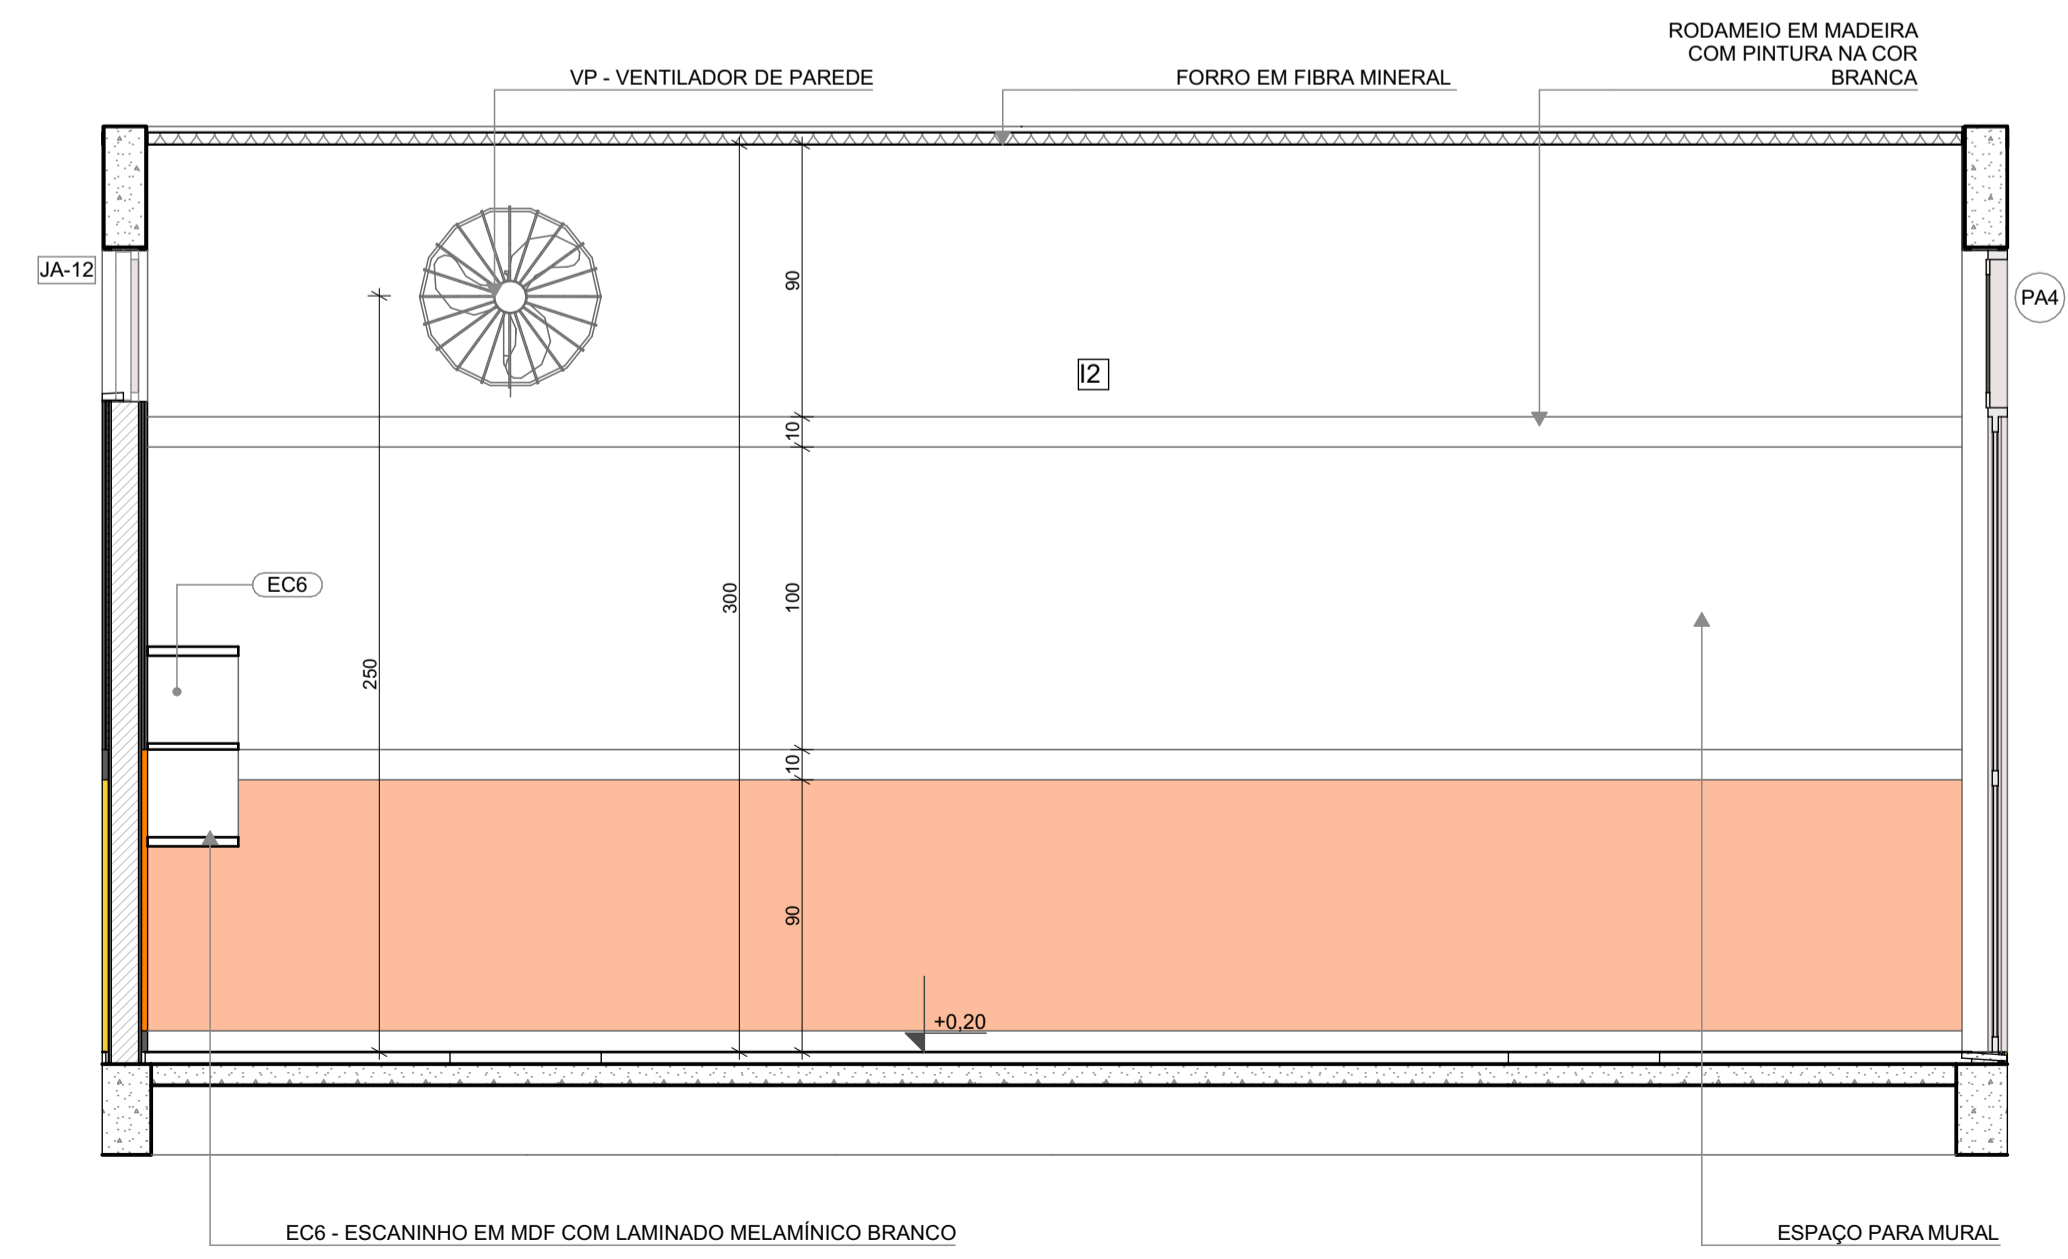 RODAMEIO EM MADEIRA
COM PINTURA NA COR
BRANCA
VP - VENTILADOR DE PAREDE
FORRO EM FIBRA MINERAL
JA-12
PA4
90
I2
10
EC6
300
100
250
10
90
+0,20
EC6 - ESCANINHO EM MDF COM LAMINADO MELAMÍNICO BRANCO
ESPAÇO PARA MURAL